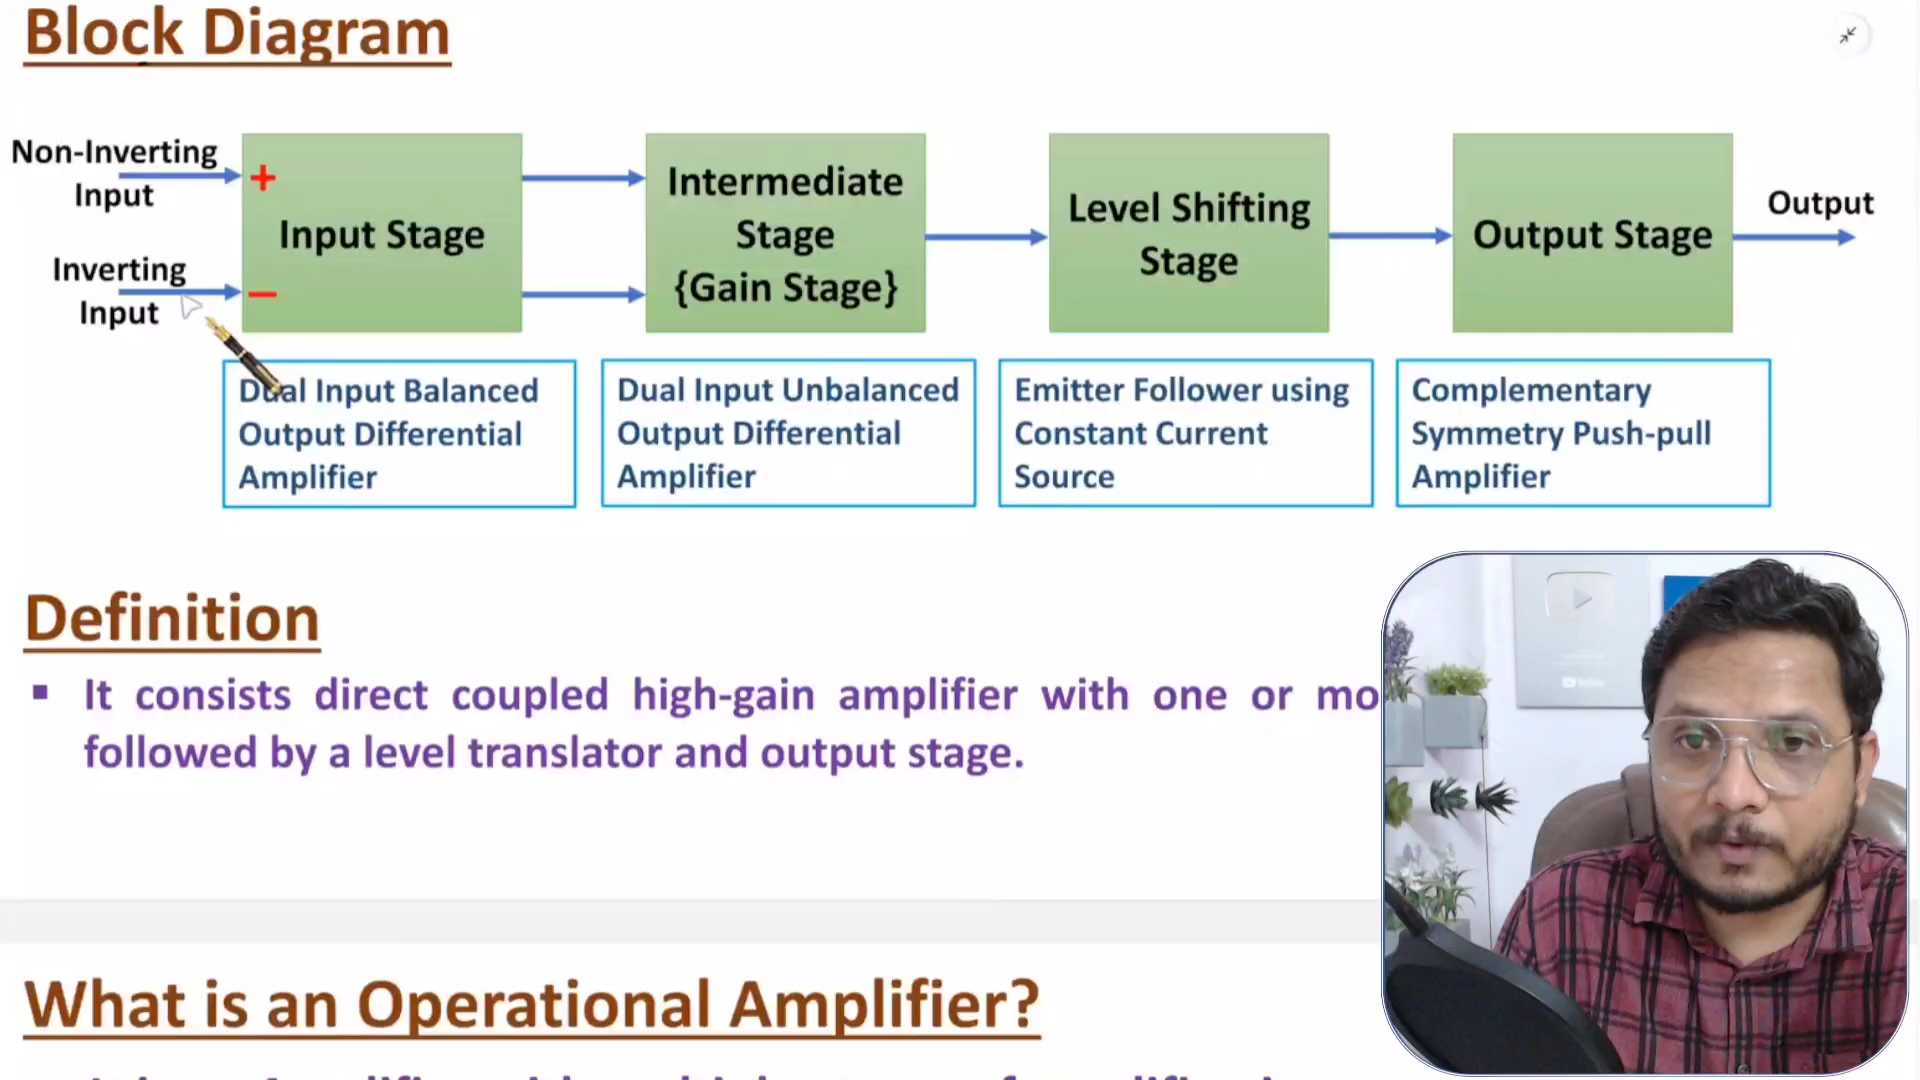 Block Diagram
Non-Inverting
Input
Inverting
Input
+
−
Input Stage
Intermediate
Stage
{Gain Stage}
Level Shifting
Stage
Output Stage
Output
Dual Input Balanced
Output Differential
Amplifier
Dual Input Unbalanced
Output Differential
Amplifier
Emitter Follower using
Constant Current
Source
Complementary
Symmetry Push-pull
Amplifier
Definition
▪ It consists direct coupled high-gain amplifier with one or mo
followed by a level translator and output stage.
What is an Operational Amplifier?